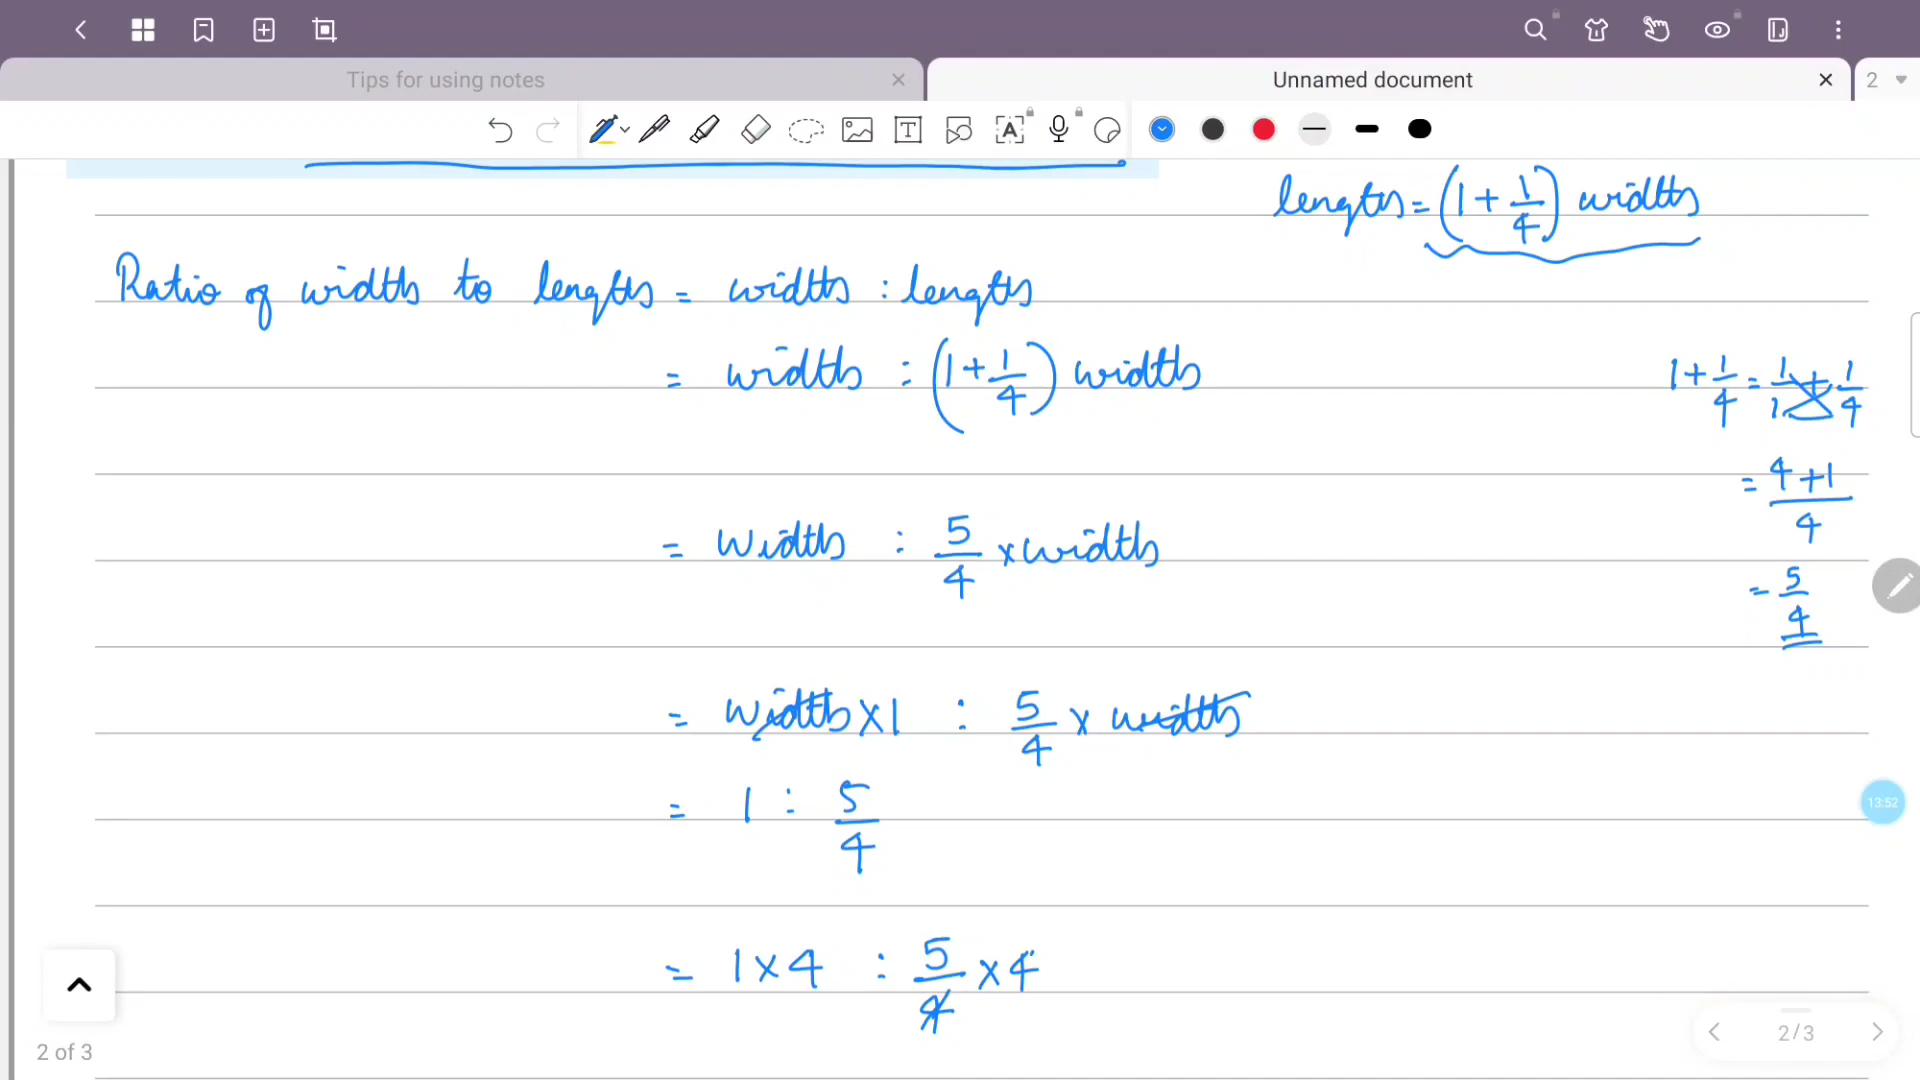 Tips for using notes
Unnamed document
2
length = (1 + 1/4) width
Ratio of width to length = width : length
= width : (1 + 1/4) width
1 + 1/4 = 1/1 + 1/4
= 4+1/4
= 5/4
= Width : 5/4 × width
= width × 1 : 5/4 × width
= 1 : 5/4
13:52
= 1 × 4 : 5/4 × 4
2 of 3
2/3